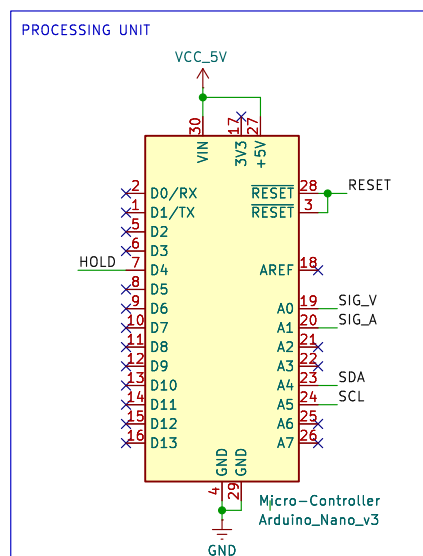 PROCESSING UNIT
VCC_5V
30
17
27
VIN
3V3
+5V
2 D0/RX
RESET 28 RESET
1 D1/TX
RESET 3
5 D2
6 D3
HOLD 7 D4
AREF 18
8 D5
9 D6
A0 19 SIG_V
10 D7
A1 20 SIG_A
11 D8
A2 21
12 D9
A3 22
13 D10
A4 23 SDA
14 D11
A5 24 SCL
15 D12
A6 25
16 D13
A7 26
GND
GND
4
29
Micro-Controller
Arduino_Nano_v3
GND